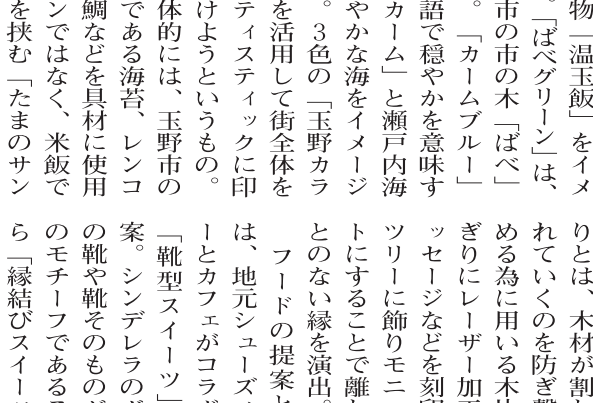 物「温玉飯」をイメ
。「ばべグリーン」は、
市の市の木「ばべ」
。「カームブルー」
語で穏やかを意味す
カーム」と瀬戸内海
やかな海をイメージ
。3色の「玉野カラ
を活用して街全体を
ティスティックに印
けようというもの。
体的には、玉野市の
である海苔、レンコ
鯛などを具材に使用
ンではなく、米飯で
を挟む「たまのサン
りとは、木材が割
れていくのを防ぎ
める為に用いる木
ぎりにレーザー加
ッセージなどを刻印
ツリーに飾りモニ
トにすることで離
とのない縁を演出。
フードの提案と
は、地元シューズ
ーとカフェがコラ
「靴型スイーツ」
案。シンデレラの
の靴や靴そのもの
のモチーフである
ら「縁結びスイー